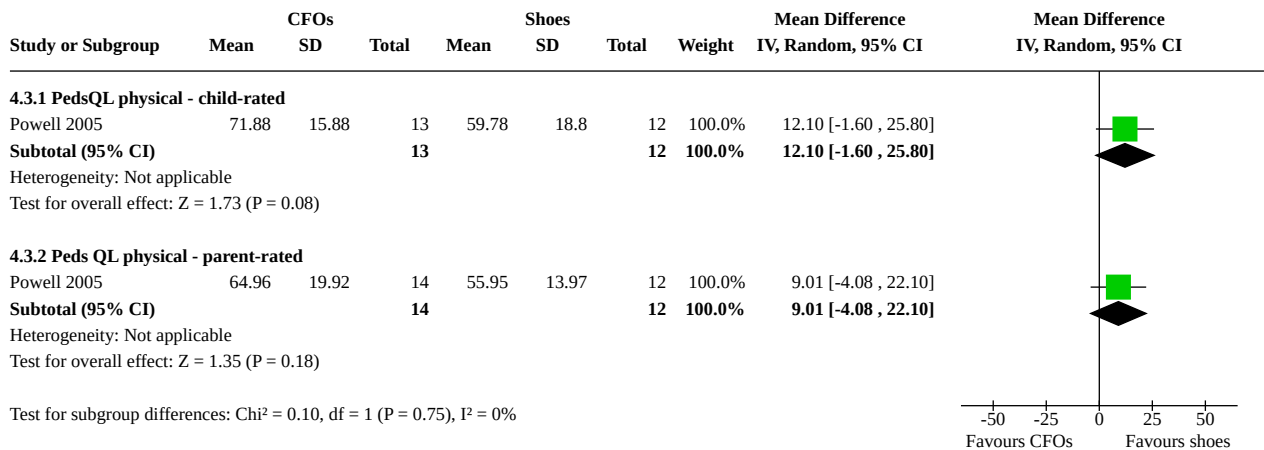 CFOs Shoes Mean Difference Mean Difference
Study or Subgroup Mean SD Total Mean SD Total Weight IV, Random, 95% CI IV, Random, 95% CI
4.3.1 PedsQL physical - child-rated
Powell 2005 71.88 15.88 13 59.78 18.8 12 100.0% 12.10 [-1.60 , 25.80]
Subtotal (95% CI) 13 12 100.0% 12.10 [-1.60 , 25.80]
Heterogeneity: Not applicable
Test for overall effect: Z = 1.73 (P = 0.08)
4.3.2 Peds QL physical - parent-rated
Powell 2005 64.96 19.92 14 55.95 13.97 12 100.0% 9.01 [-4.08 , 22.10]
Subtotal (95% CI) 14 12 100.0% 9.01 [-4.08 , 22.10]
Heterogeneity: Not applicable
Test for overall effect: Z = 1.35 (P = 0.18)
Test for subgroup differences: Chi² = 0.10, df = 1 (P = 0.75), I² = 0%
-50 -25 0 25 50
Favours CFOs Favours shoes